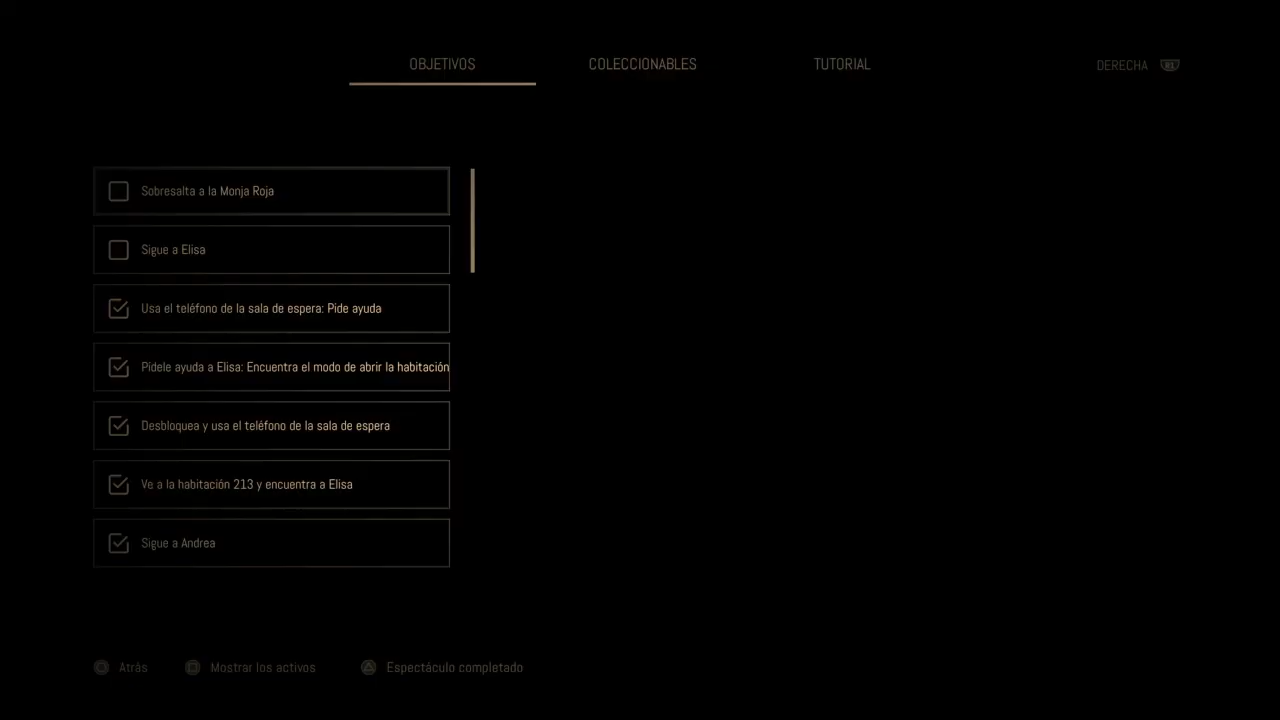 OBJETIVOS
COLECCIONABLES
TUTORIAL
DERECHA R1
Sobresalta a la Monja Roja
Sigue a Elisa
Usa el teléfono de la sala de espera: Pide ayuda
Pídele ayuda a Elisa: Encuentra el modo de abrir la habitación
Desbloquea y usa el teléfono de la sala de espera
Ve a la habitación 213 y encuentra a Elisa
Sigue a Andrea
Atrás
Mostrar los activos
Espectáculo completado